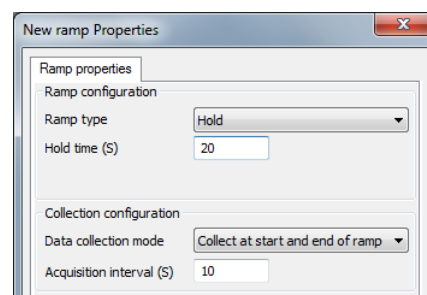 New ramp Properties
Ramp properties
Ramp configuration
Ramp type Hold
Hold time (S) 20
Collection configuration
Data collection mode Collect at start and end of ramp
Acquisition interval (S) 10